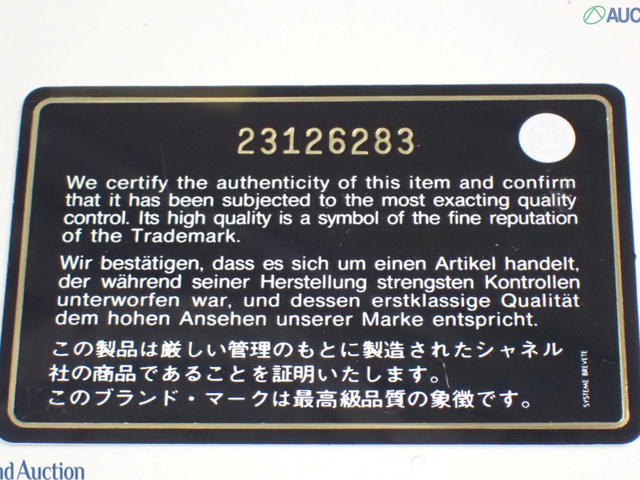 AUC
23126283
We certify the authenticity of this item and confirm
that it has been subjected to the most exacting quality
control. Its high quality is a symbol of the fine reputation
of the Trademark.
Wir bestätigen, dass es sich um einen Artikel handelt,
der während seiner Herstellung strengsten Kontrollen
unterworfen war, und dessen erstklassige Qualität
dem hohen Ansehen unserer Marke entspricht.
この製品は厳しい管理のもとに製造されたシャネル
社の商品であることを証明いたします。
このブランド・マークは最高級品質の象徴です。
SYSTEME BREVETE
nd Auction